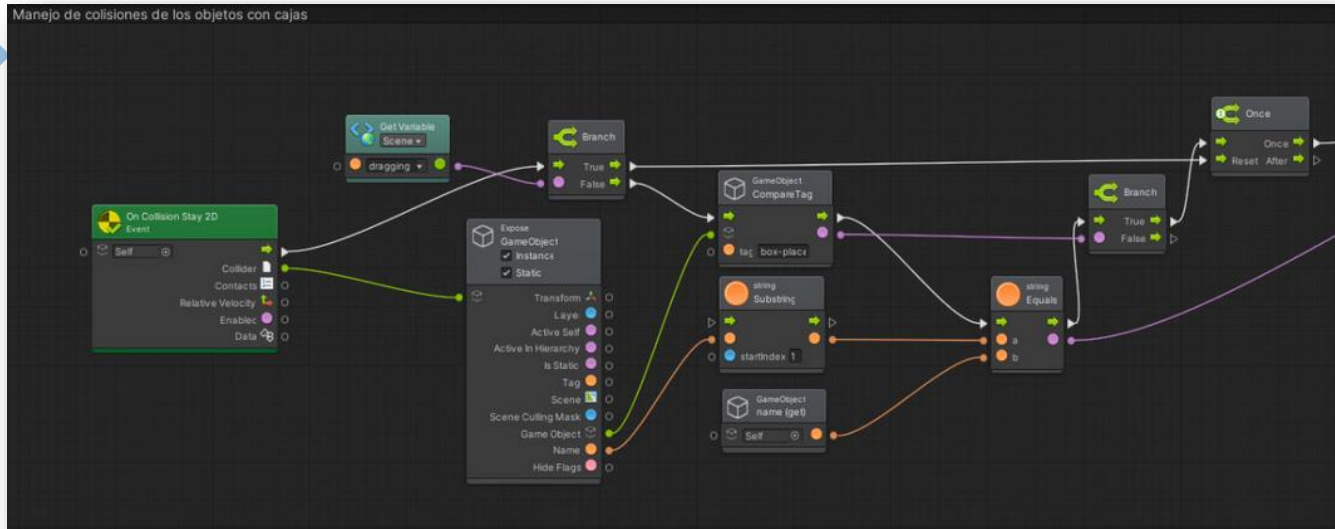 Manejo de colisiones de los objetos con cajas
Get Variable
Scene
dragging
Branch
True
False
On Collision Stay 2D
Event
Self
Collider
Contacts
Relative Velocity
Enabled
Data
Expose
GameObject
Instance
Static
Transform
Laye
Active Self
Active In Hierarchy
Is Static
Tag
Scene
Scene Culling Mask
Game Object
Name
Hide Flags
GameObject
CompareTag
tag box-place
string
Substring
startIndex 1
GameObject
name (get)
Self
string
Equals
a
b
Branch
True
False
Once
Once
Reset After